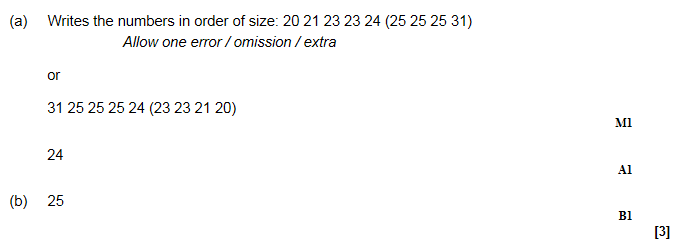 (a) Writes the numbers in order of size: 20 21 23 23 24 (25 25 25 31)
Allow one error / omission / extra
or
31 25 25 25 24 (23 23 21 20)
M1
24
A1
(b) 25
B1
[3]